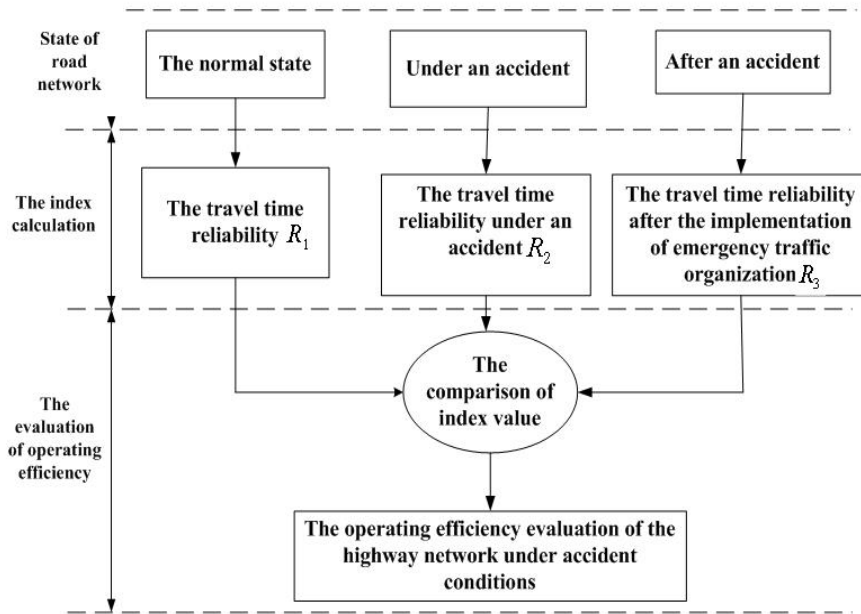 State of
road
network
The normal state
Under an accident
After an accident
The index
calculation
The travel time
reliability R1
The travel time
reliability under an
accident R2
The travel time reliability
after the implementation
of emergency traffic
organization R3
The
evaluation
of operating
efficiency
The
comparison of
index value
The operating efficiency evaluation of the
highway network under accident
conditions